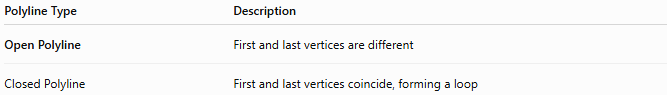 Polyline Type Description
Open Polyline First and last vertices are different
Closed Polyline First and last vertices coincide, forming a loop